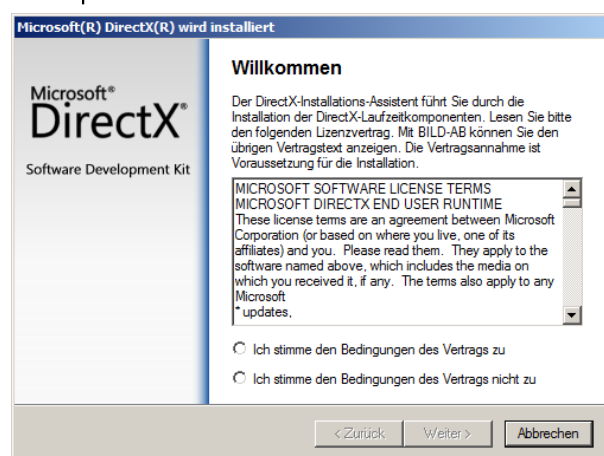 Microsoft(R) DirectX(R) wird installiert
Microsoft®
DirectX®
Software Development Kit
Willkommen
Der DirectX-Installations-Assistent führt Sie durch die
Installation der DirectX-Laufzeitkomponenten. Lesen Sie bitte
den folgenden Lizenzvertrag. Mit BILD-AB können Sie den
übrigen Vertragstext anzeigen. Die Vertragsannahme ist
Voraussetzung für die Installation.
MICROSOFT SOFTWARE LICENSE TERMS
MICROSOFT DIRECTX END USER RUNTIME
These license terms are an agreement between Microsoft
Corporation (or based on where you live, one of its
affiliates) and you.  Please read them.  They apply to the
software named above, which includes the media on
which you received it, if any.  The terms also apply to any
Microsoft
* updates,
Ich stimme den Bedingungen des Vertrags zu
Ich stimme den Bedingungen des Vertrags nicht zu
< Zurück
Weiter >
Abbrechen